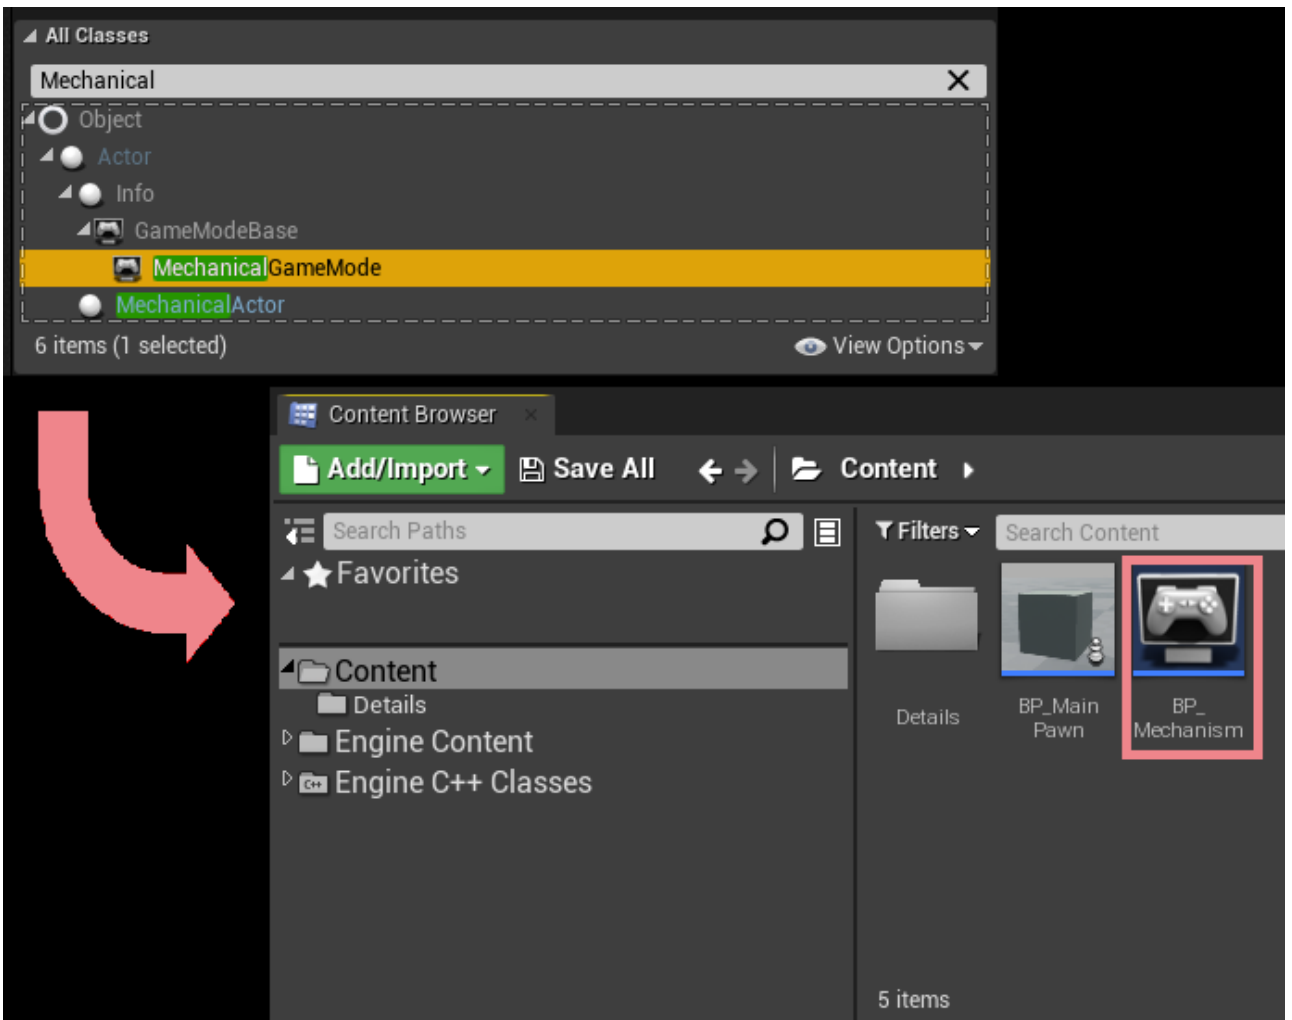 All Classes
Mechanical
Object
Actor
Info
GameModeBase
MechanicalGameMode
MechanicalActor
6 items (1 selected)
View Options
Content Browser
Add/Import
Save All
Content
Search Paths
Filters
Search Content
Favorites
Content
Details
Engine Content
C++
Engine C++ Classes
Details
BP_Main
Pawn
BP_
Mechanism
5 items